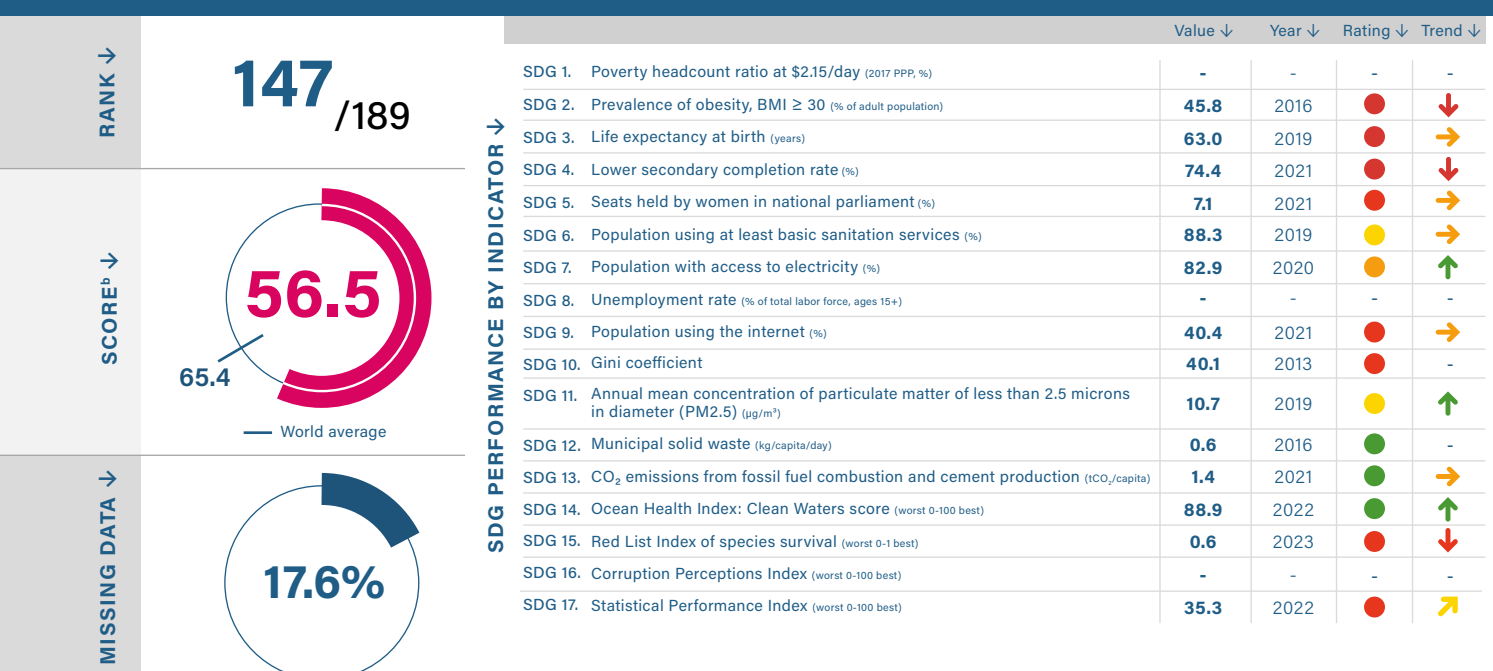 RANK →
147 /189
SCOREᵇ →
56.5
65.4
World average
MISSING DATA →
17.6%
SDG PERFORMANCE BY INDICATOR →
Value ↓ Year ↓ Rating ↓ Trend ↓
SDG 1. Poverty headcount ratio at $2.15/day (2017 PPP, %) - - - -
SDG 2. Prevalence of obesity, BMI ≥ 30 (% of adult population) 45.8 2016 ↓
SDG 3. Life expectancy at birth (years) 63.0 2019 →
SDG 4. Lower secondary completion rate (%) 74.4 2021 ↓
SDG 5. Seats held by women in national parliament (%) 7.1 2021 →
SDG 6. Population using at least basic sanitation services (%) 88.3 2019 →
SDG 7. Population with access to electricity (%) 82.9 2020 ↑
SDG 8. Unemployment rate (% of total labor force, ages 15+) - - - -
SDG 9. Population using the internet (%) 40.4 2021 →
SDG 10. Gini coefficient 40.1 2013 -
SDG 11. Annual mean concentration of particulate matter of less than 2.5 microns
in diameter (PM2.5) (μg/m³) 10.7 2019 ↑
SDG 12. Municipal solid waste (kg/capita/day) 0.6 2016 -
SDG 13. CO₂ emissions from fossil fuel combustion and cement production (tCO₂/capita) 1.4 2021 →
SDG 14. Ocean Health Index: Clean Waters score (worst 0-100 best) 88.9 2022 ↑
SDG 15. Red List Index of species survival (worst 0-1 best) 0.6 2023 ↓
SDG 16. Corruption Perceptions Index (worst 0-100 best) - - - -
SDG 17. Statistical Performance Index (worst 0-100 best) 35.3 2022 ↗